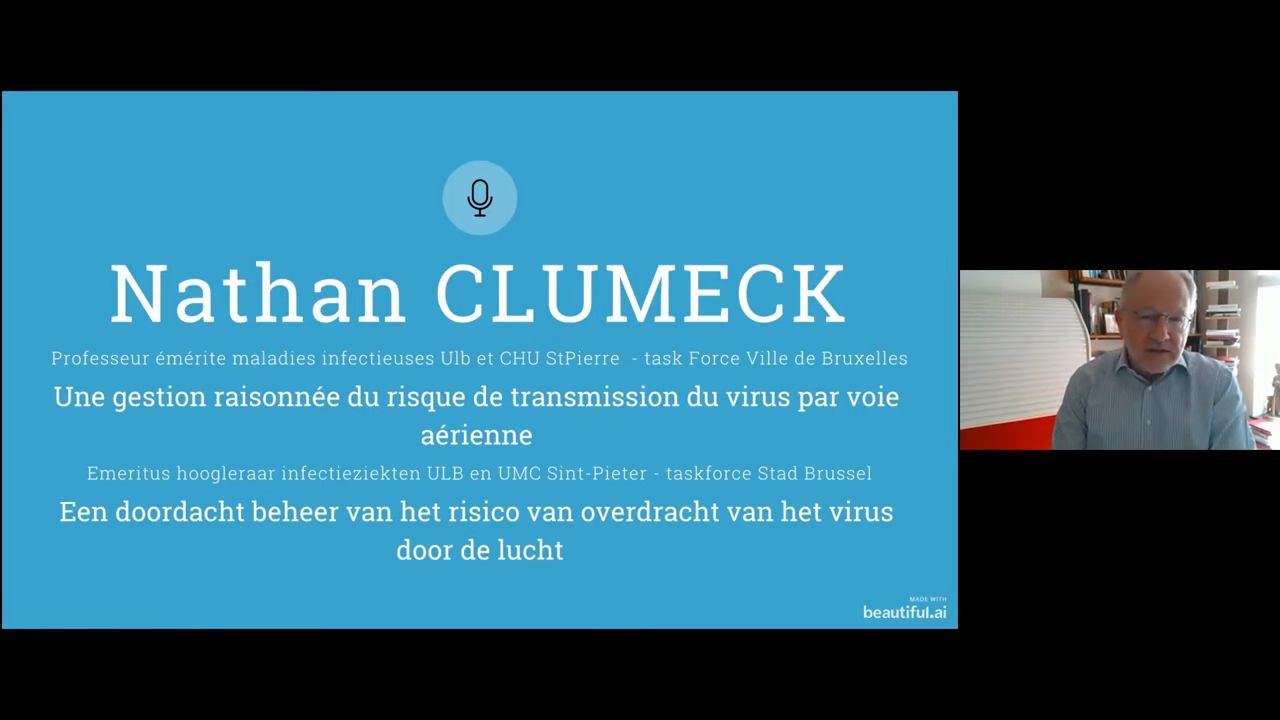 Nathan CLUMECK
Professeur émérite maladies infectieuses Ulb et CHU StPierre - task Force Ville de Bruxelles
Une gestion raisonnée du risque de transmission du virus par voie
aérienne
Emeritus hoogleraar infectieziekten ULB en UMC Sint-Pieter - taskforce Stad Brussel
Een doordacht beheer van het risico van overdracht van het virus
door de lucht
MADE WITH
beautiful.ai